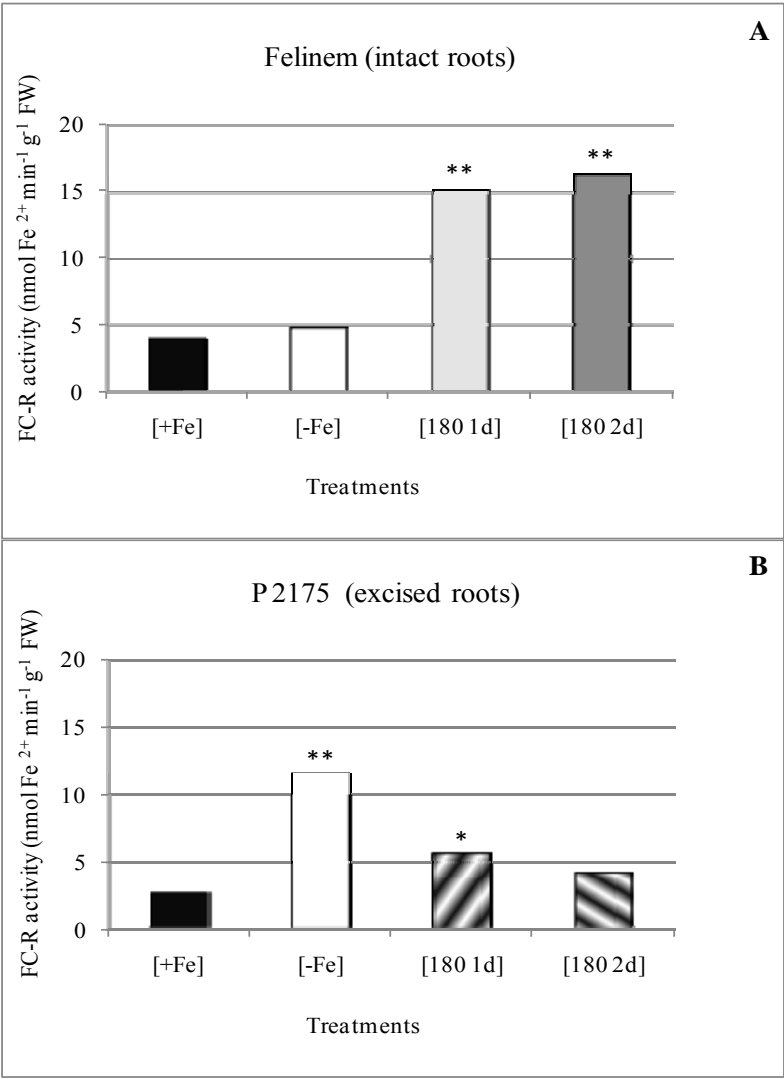 A
Felinem (intact roots)
FC-R activity (nmol Fe ²⁺ min⁻¹ g⁻¹ FW)
20
15
10
5
0
**
**
[+Fe] [-Fe] [180 1d] [180 2d]
Treatments
B
P 2175 (excised roots)
FC-R activity (nmol Fe ²⁺ min⁻¹ g⁻¹ FW)
20
15
10
5
0
**
*
[+Fe] [-Fe] [180 1d] [180 2d]
Treatments